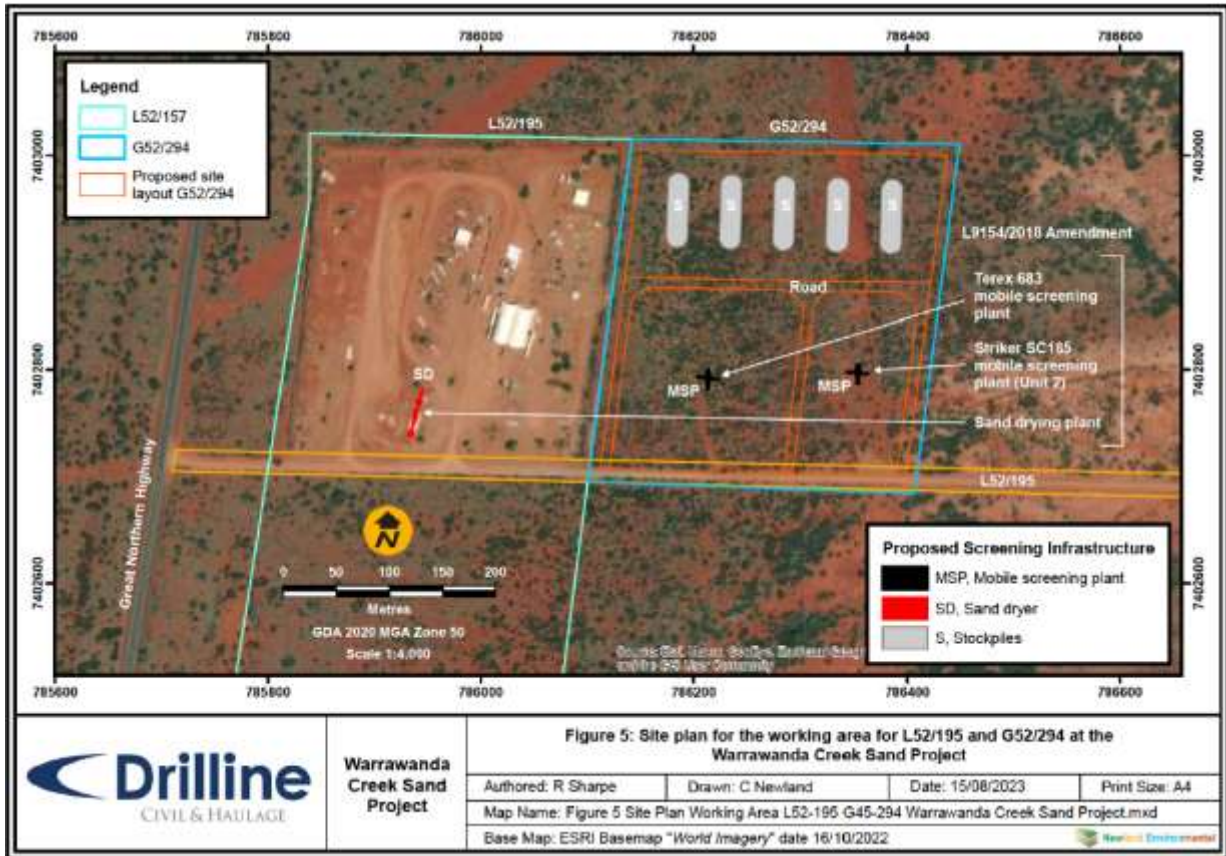 785600
785800
786000
786200
786400
786600
Legend
L52/157
G52/294
Proposed site
layout G52/294
L52/195
G52/294
7403000
7403000
S
S
S
S
S
L9154/2018 Amendment
Road
Terex 683
mobile screening
plant
Striker SC165
mobile screening
plant (Unit 2)
7402800
7402800
SD
MSP
MSP
Sand drying plant
L52/195
Great Northern Highway
N
0 50 100 150 200
Metres
GDA 2020 MGA Zone 50
Scale 1:4,000
7402600
7402600
Proposed Screening Infrastructure
MSP, Mobile screening plant
SD, Sand dryer
S, Stockpiles
785600
785800
786000
786200
786400
786600
Drilline
CIVIL & HAULAGE
Warrawanda
Creek Sand
Project
Figure 5: Site plan for the working area for L52/195 and G52/294 at the
Warrawanda Creek Sand Project
Authored: R Sharpe
Drawn: C Newland
Date: 15/08/2023
Print Size: A4
Map Name: Figure 5 Site Plan Working Area L52-195 G45-294 Warrawanda Creek Sand Project.mxd
Base Map: ESRI Basemap "World Imagery" date 16/10/2022
Newland Environmental